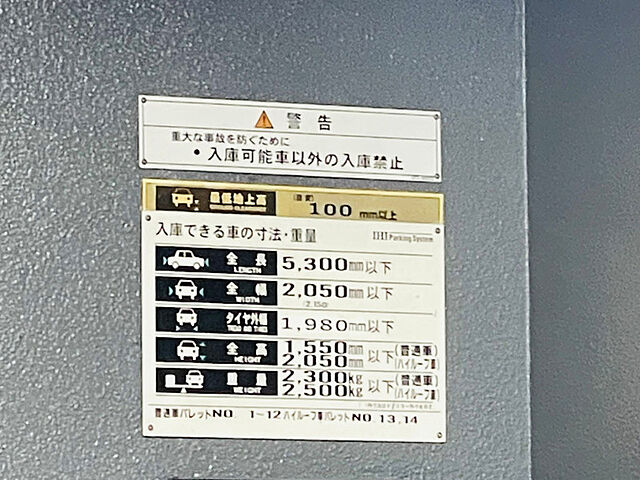 警告
重大な事故を防ぐために
• 入庫可能車以外の入庫禁止
最低地上高 100 mm以上
入庫できる車の寸法・重量 IHI Parking System
全長 LENGTH 5,300mm以下
全幅 WIDTH 2,050mm以下
(2,150)
タイヤ外幅 1,980mm以下
全高 HEIGHT 1,550mm 2,050mm 以下 (普通車) (ハイルーフ車)
重量 WEIGHT 2,300kg 2,500kg 以下 (普通車) (ハイルーフ車)
普通車パレットNO. 1~12 ハイルーフ車パレットNO.13,14